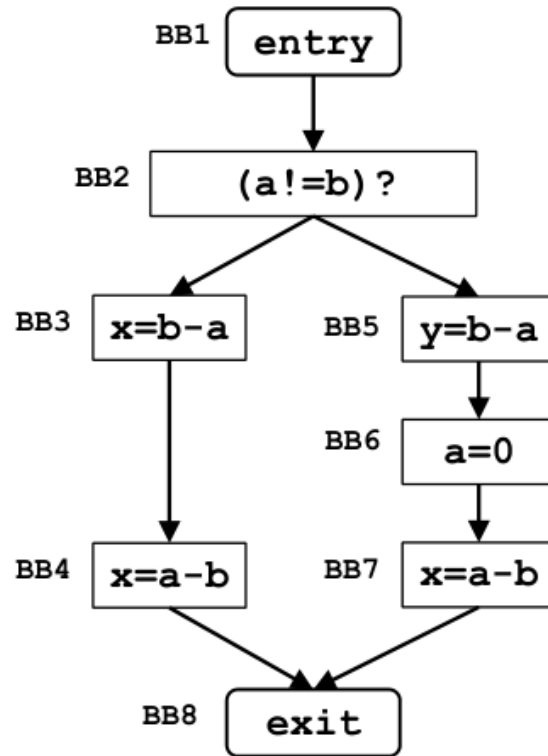 BB1 entry
BB2 (a!=b)?
BB3 x=b-a BB5 y=b-a
BB6 a=0
BB4 x=a-b BB7 x=a-b
BB8 exit